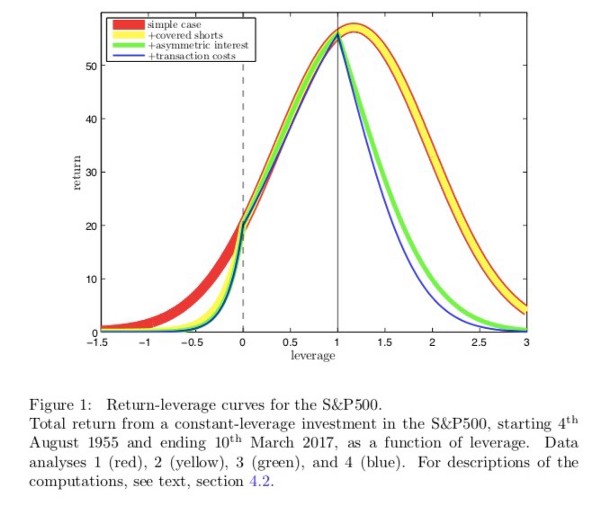 simple case
+covered shorts
+asymmetric interest
+transaction costs
return
50
40
30
20
10
0
−1.5 −1 −0.5 0 0.5 1 1.5 2 2.5 3
leverage
Figure 1: Return-leverage curves for the S&P500.
Total return from a constant-leverage investment in the S&P500, starting 4th
August 1955 and ending 10th March 2017, as a function of leverage. Data
analyses 1 (red), 2 (yellow), 3 (green), and 4 (blue). For descriptions of the
computations, see text, section 4.2.